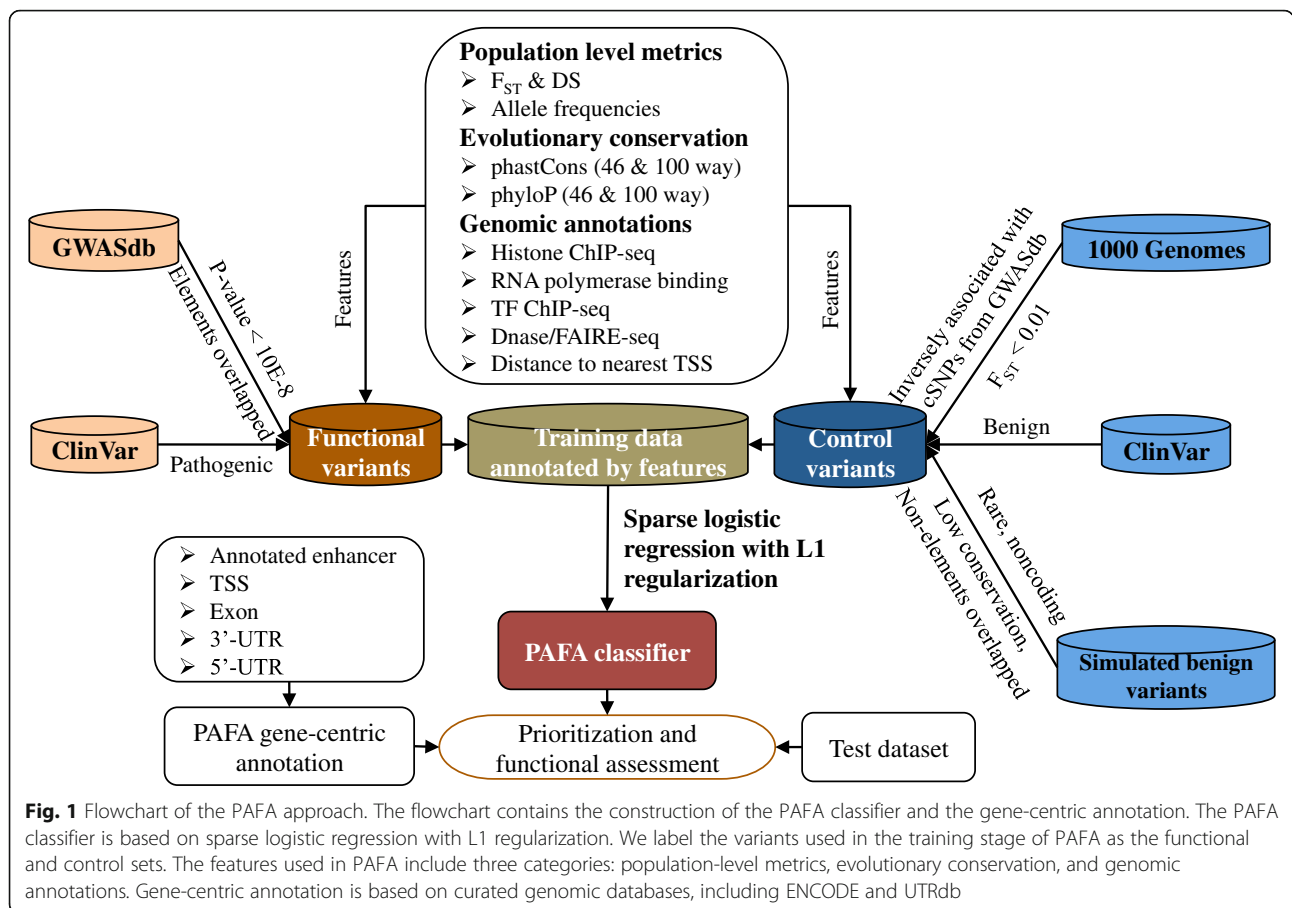 Population level metrics
➢ F_ST & DS
➢ Allele frequencies
Evolutionary conservation
➢ phastCons (46 & 100 way)
➢ phyloP (46 & 100 way)
Genomic annotations
➢ Histone ChIP-seq
➢ RNA polymerase binding
➢ TF ChIP-seq
➢ Dnase/FAIRE-seq
➢ Distance to nearest TSS
Features
Features
GWASdb
P-value < 10E-8
Elements overlapped
ClinVar
Pathogenic
Functional
variants
Training data
annotated by features
Control
variants
1000 Genomes
Inversely associated with
cSNPs from GWASdb
F_ST < 0.01
Benign
ClinVar
Rare, noncoding
Low conservation,
Non-elements overlapped
Simulated benign
variants
Sparse logistic
regression with L1
regularization
➢ Annotated enhancer
➢ TSS
➢ Exon
➢ 3’-UTR
➢ 5’-UTR
PAFA classifier
PAFA gene-centric
annotation
Prioritization and
functional assessment
Test dataset
Fig. 1 Flowchart of the PAFA approach. The flowchart contains the construction of the PAFA classifier and the gene-centric annotation. The PAFA
classifier is based on sparse logistic regression with L1 regularization. We label the variants used in the training stage of PAFA as the functional
and control sets. The features used in PAFA include three categories: population-level metrics, evolutionary conservation, and genomic
annotations. Gene-centric annotation is based on curated genomic databases, including ENCODE and UTRdb